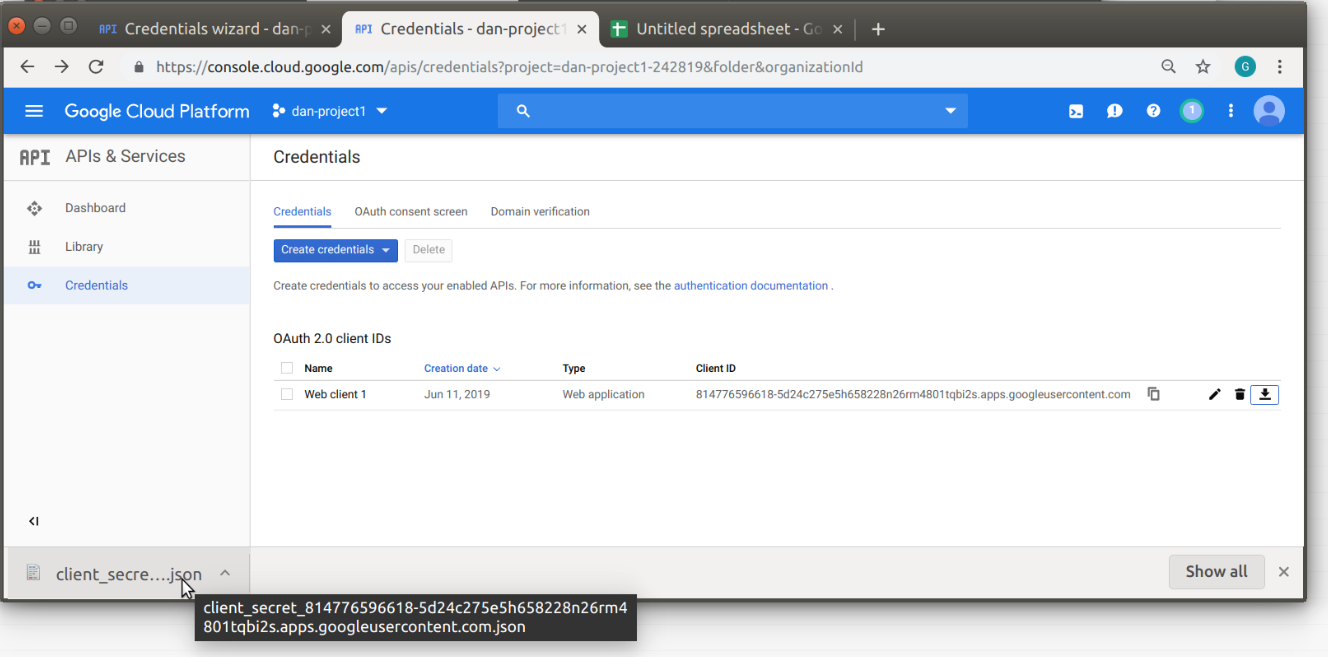 API Credentials wizard - dan-p
API Credentials - dan-project1
Untitled spreadsheet - Go
https://console.cloud.google.com/apis/credentials?project=dan-project1-242819&folder&organizationId
G
Google Cloud Platform
dan-project1
1
API APIs & Services
Credentials
Dashboard
Library
Credentials
Credentials OAuth consent screen Domain verification
Create credentials Delete
Create credentials to access your enabled APIs. For more information, see the authentication documentation .
OAuth 2.0 client IDs
Name Creation date Type Client ID
Web client 1 Jun 11, 2019 Web application 814776596618-5d24c275e5h658228n26rm4801tqbi2s.apps.googleusercontent.com
client_secre....json
Show all
client_secret_814776596618-5d24c275e5h658228n26rm4
801tqbi2s.apps.googleusercontent.com.json